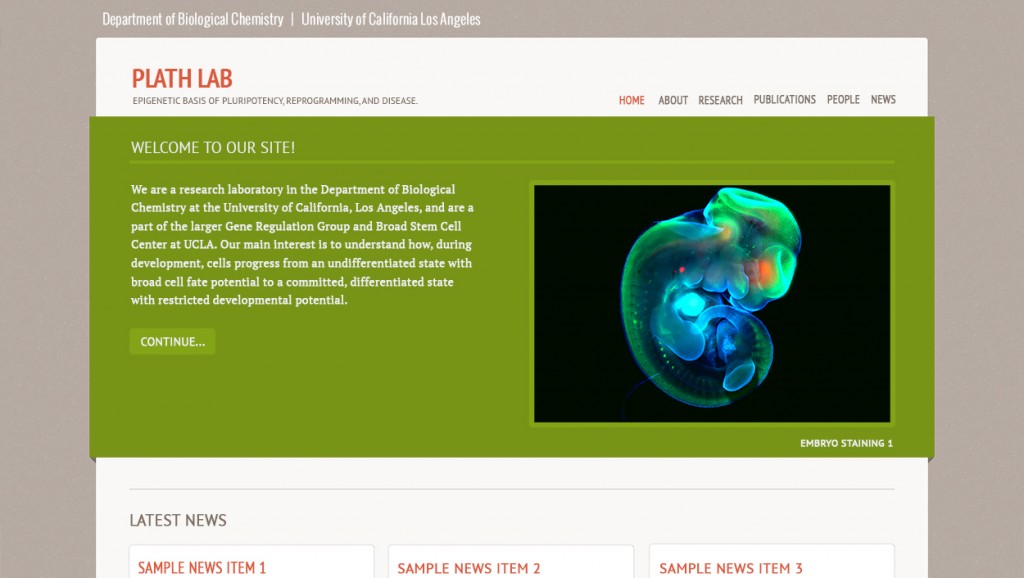 Department of Biological Chemistry | University of California Los Angeles
PLATH LAB
EPIGENETIC BASIS OF PLURIPOTENCY, REPROGRAMMING, AND DISEASE.
HOME ABOUT RESEARCH PUBLICATIONS PEOPLE NEWS
WELCOME TO OUR SITE!
We are a research laboratory in the Department of Biological
Chemistry at the University of California, Los Angeles, and are a
part of the larger Gene Regulation Group and Broad Stem Cell
Center at UCLA. Our main interest is to understand how, during
development, cells progress from an undifferentiated state with
broad cell fate potential to a committed, differentiated state
with restricted developmental potential.
CONTINUE...
EMBRYO STAINING 1
LATEST NEWS
SAMPLE NEWS ITEM 1
SAMPLE NEWS ITEM 2
SAMPLE NEWS ITEM 3